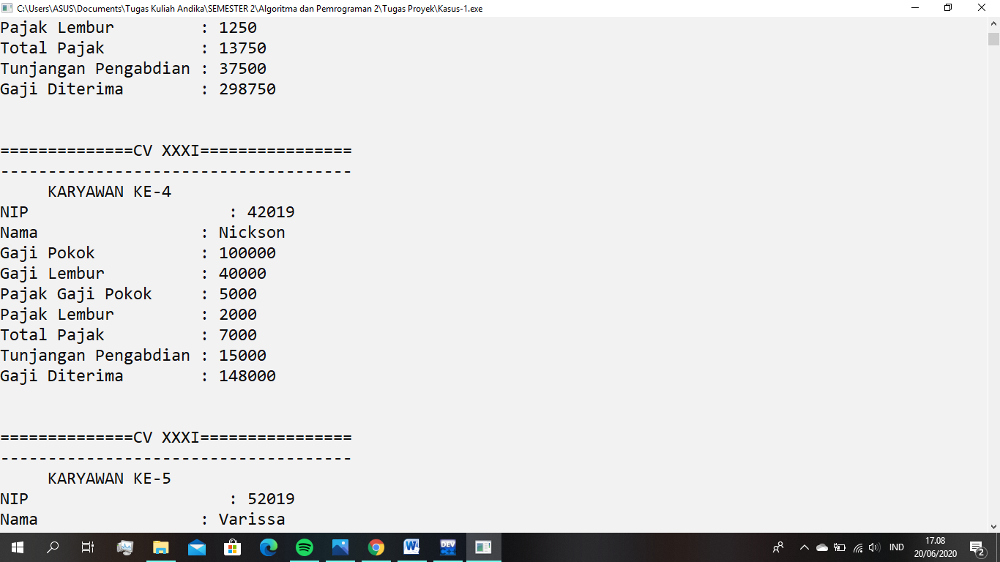 C:\Users\ASUS\Documents\Tugas Kuliah Andika\SEMESTER 2\Algoritma dan Pemrograman 2\Tugas Proyek\Kasus-1.exe
Pajak Lembur         : 1250
Total Pajak          : 13750
Tunjangan Pengabdian : 37500
Gaji Diterima        : 298750
==============CV XXXI================
-------------------------------------
     KARYAWAN KE-4
NIP                     : 42019
Nama                 : Nickson
Gaji Pokok           : 100000
Gaji Lembur          : 40000
Pajak Gaji Pokok     : 5000
Pajak Lembur         : 2000
Total Pajak          : 7000
Tunjangan Pengabdian : 15000
Gaji Diterima        : 148000
==============CV XXXI================
-------------------------------------
     KARYAWAN KE-5
NIP                     : 52019
Nama                 : Varissa
W
DEV C++
IND
17.08
20/06/2020
2